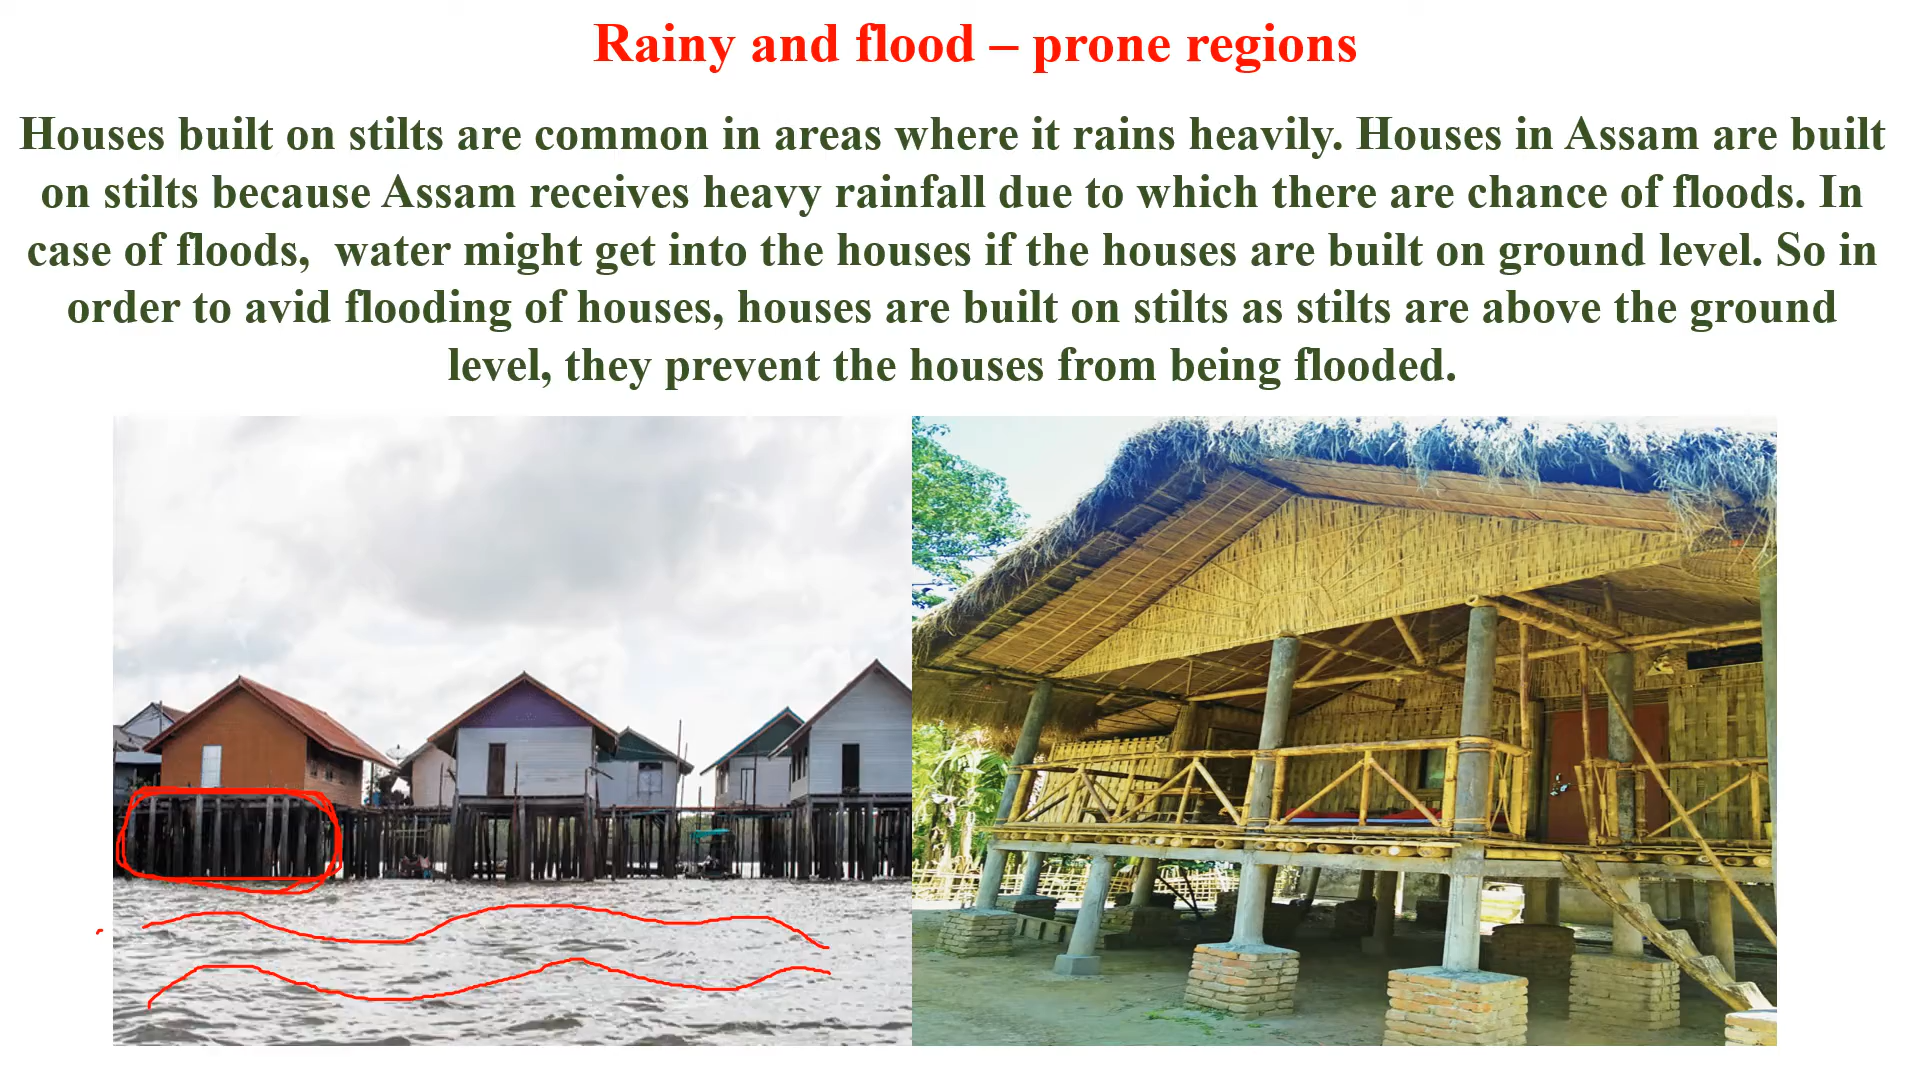 Rainy and flood – prone regions
Houses built on stilts are common in areas where it rains heavily. Houses in Assam are built
on stilts because Assam receives heavy rainfall due to which there are chance of floods. In
case of floods,  water might get into the houses if the houses are built on ground level. So in
order to avid flooding of houses, houses are built on stilts as stilts are above the ground
level, they prevent the houses from being flooded.